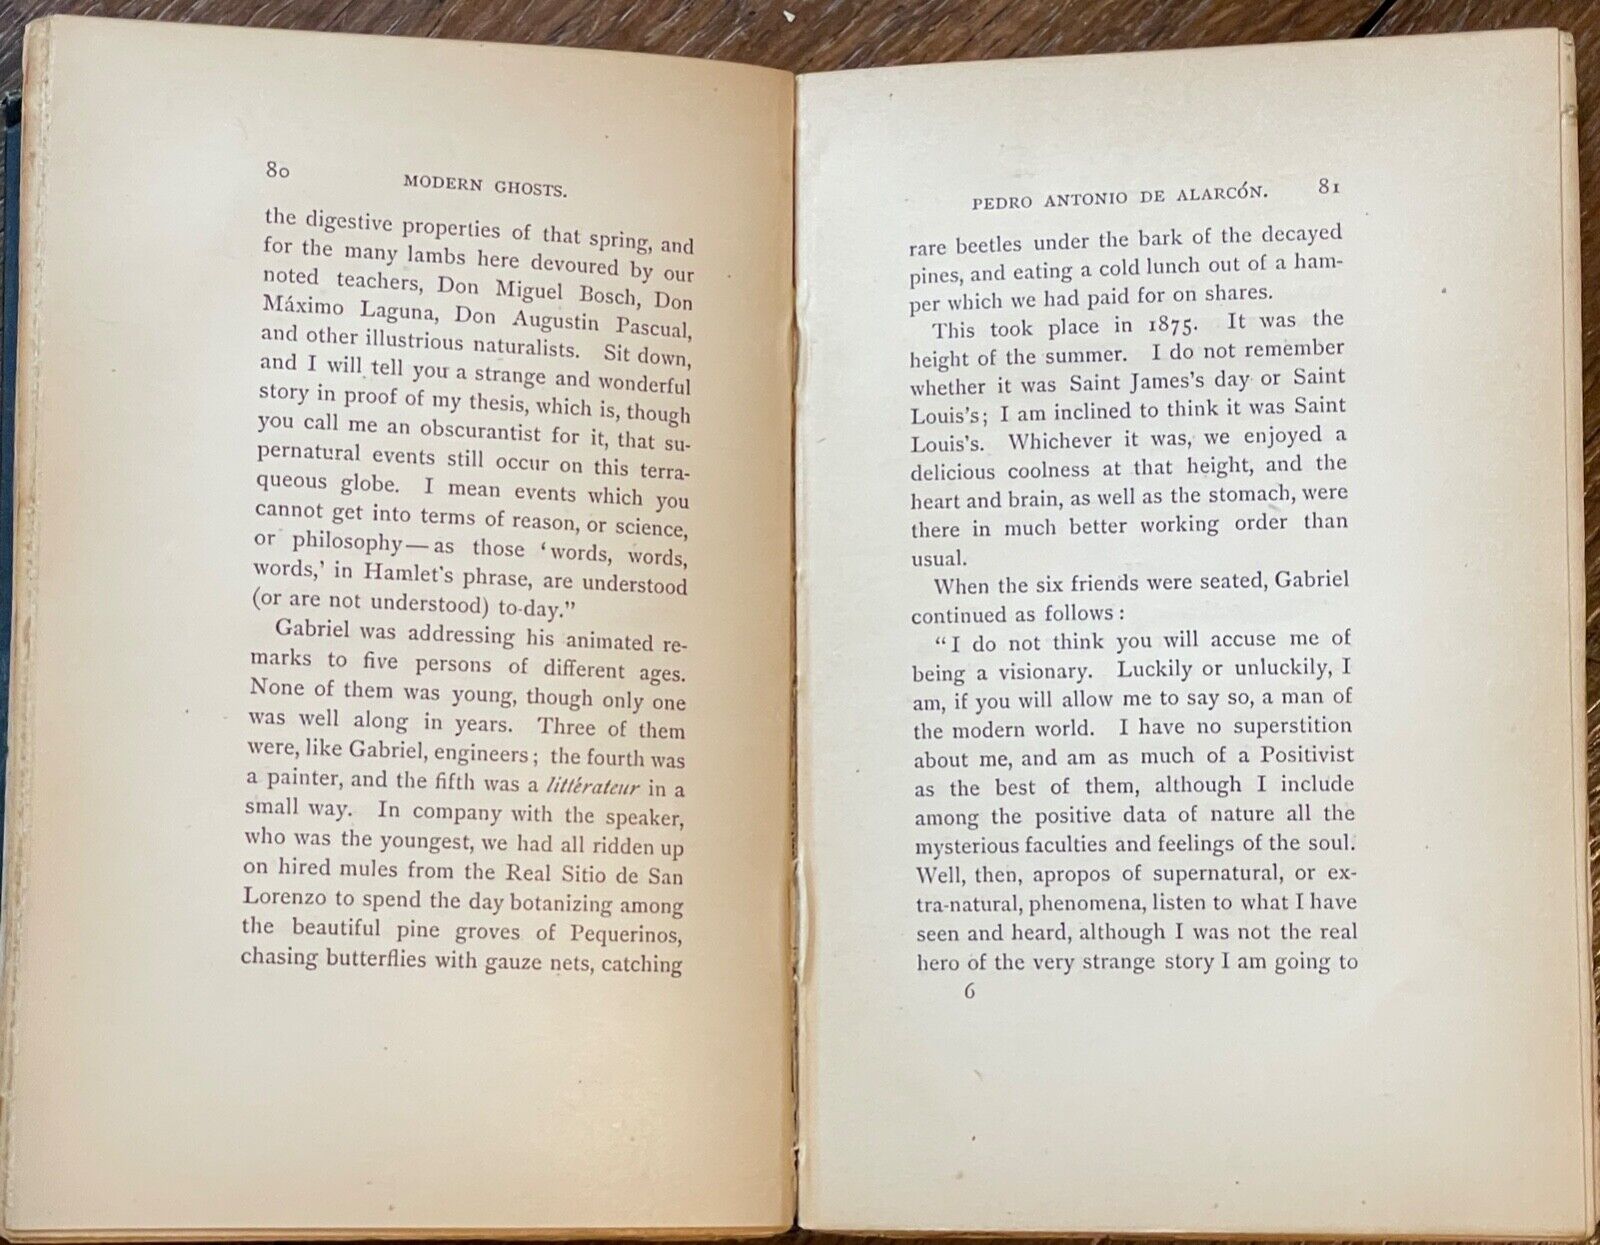 80
MODERN GHOSTS.
the digestive properties of that spring, and
for the many lambs here devoured by our
noted teachers, Don Miguel Bosch, Don
Máximo Laguna, Don Augustin Pascual,
and other illustrious naturalists. Sit down,
and I will tell you a strange and wonderful
story in proof of my thesis, which is, though
you call me an obscurantist for it, that su-
pernatural events still occur on this terra-
queous globe. I mean events which you
cannot get into terms of reason, or science,
or philosophy—as those ‘words, words,
words,’ in Hamlet's phrase, are understood
(or are not understood) to-day.”
Gabriel was addressing his animated re-
marks to five persons of different ages.
None of them was young, though only one
was well along in years. Three of them
were, like Gabriel, engineers; the fourth was
a painter, and the fifth was a littérateur in a
small way. In company with the speaker,
who was the youngest, we had all ridden up
on hired mules from the Real Sitio de San
Lorenzo to spend the day botanizing among
the beautiful pine groves of Pequerinos,
chasing butterflies with gauze nets, catching
PEDRO ANTONIO DE ALARCÓN. 81
rare beetles under the bark of the decayed
pines, and eating a cold lunch out of a ham-
per which we had paid for on shares.
This took place in 1875. It was the
height of the summer. I do not remember
whether it was Saint James's day or Saint
Louis's; I am inclined to think it was Saint
Louis's. Whichever it was, we enjoyed a
delicious coolness at that height, and the
heart and brain, as well as the stomach, were
there in much better working order than
usual.
When the six friends were seated, Gabriel
continued as follows:
“I do not think you will accuse me of
being a visionary. Luckily or unluckily, I
am, if you will allow me to say so, a man of
the modern world. I have no superstition
about me, and am as much of a Positivist
as the best of them, although I include
among the positive data of nature all the
mysterious faculties and feelings of the soul.
Well, then, apropos of supernatural, or ex-
tra-natural, phenomena, listen to what I have
seen and heard, although I was not the real
hero of the very strange story I am going to
6